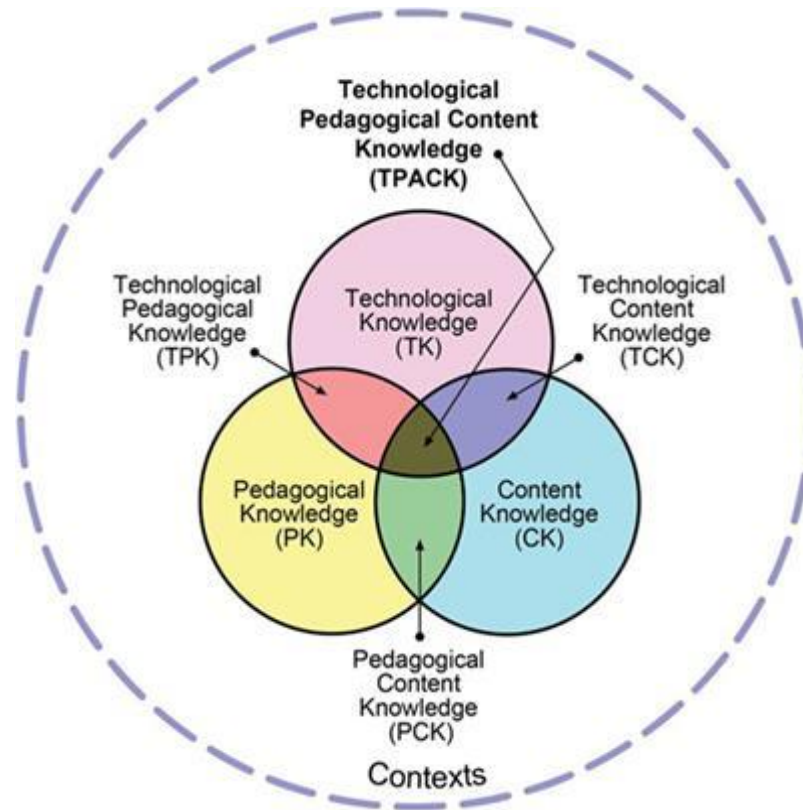 Technological
Pedagogical Content
Knowledge
(TPACK)
Technological
Pedagogical
Knowledge
(TPK)
Technological
Knowledge
(TK)
Technological
Content
Knowledge
(TCK)
Pedagogical
Knowledge
(PK)
Content
Knowledge
(CK)
Pedagogical
Content
Knowledge
(PCK)
Contexts